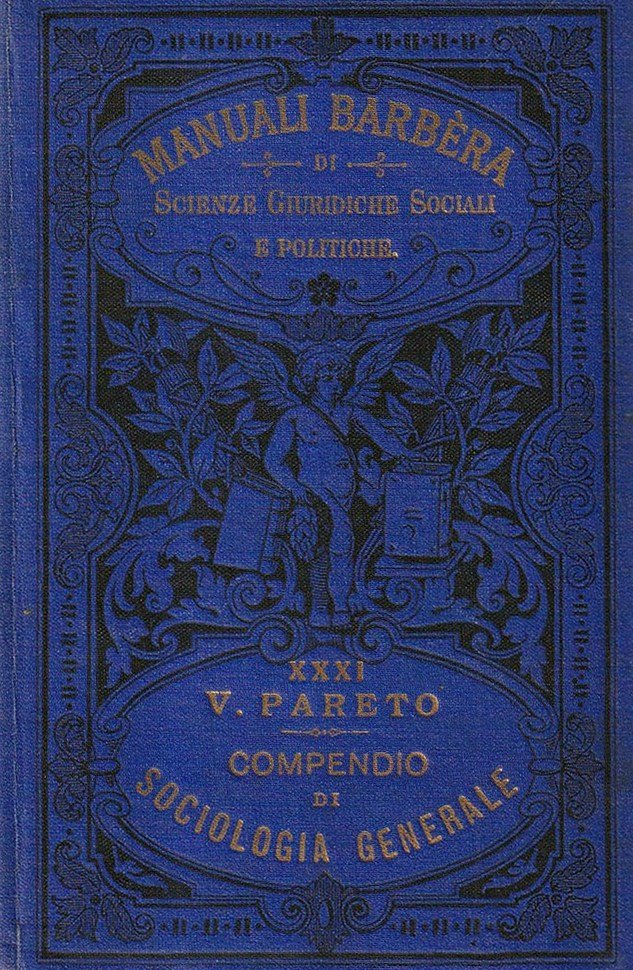 MANUALI BARBÈRA
DI
SCIENZE GIURIDICHE SOCIALI
E POLITICHE.
XXXI
V. PARETO
COMPENDIO
DI
SOCIOLOGIA GENERALE